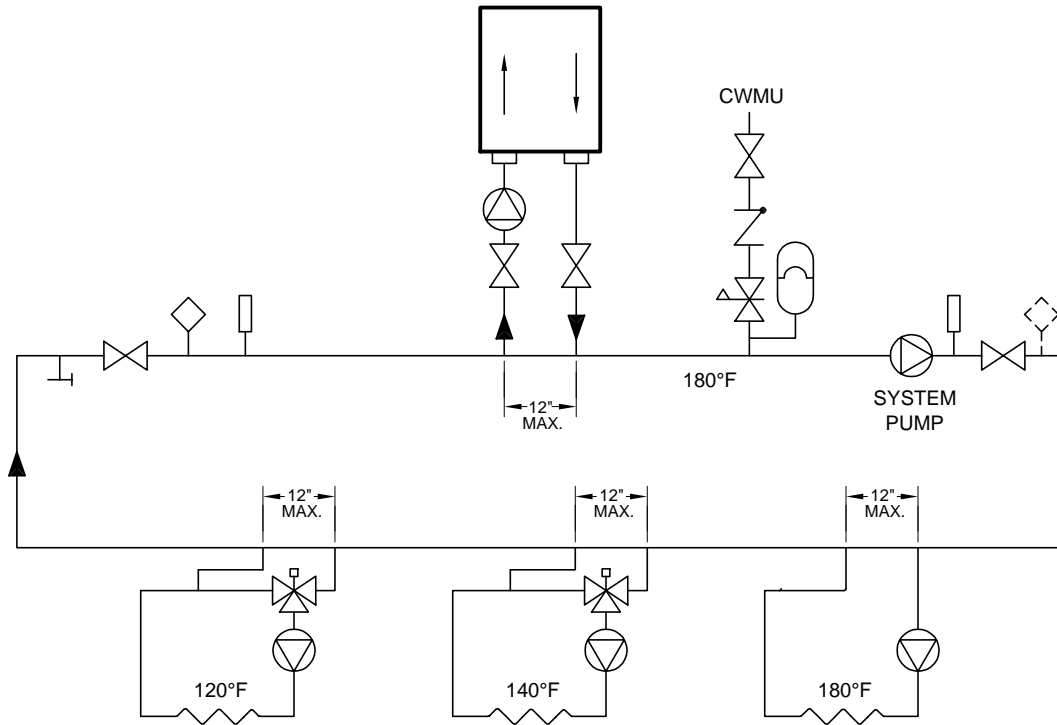 CWMU
180°F
SYSTEM
PUMP
12"
MAX.
12"
MAX.
12"
MAX.
12"
MAX.
120°F
140°F
180°F